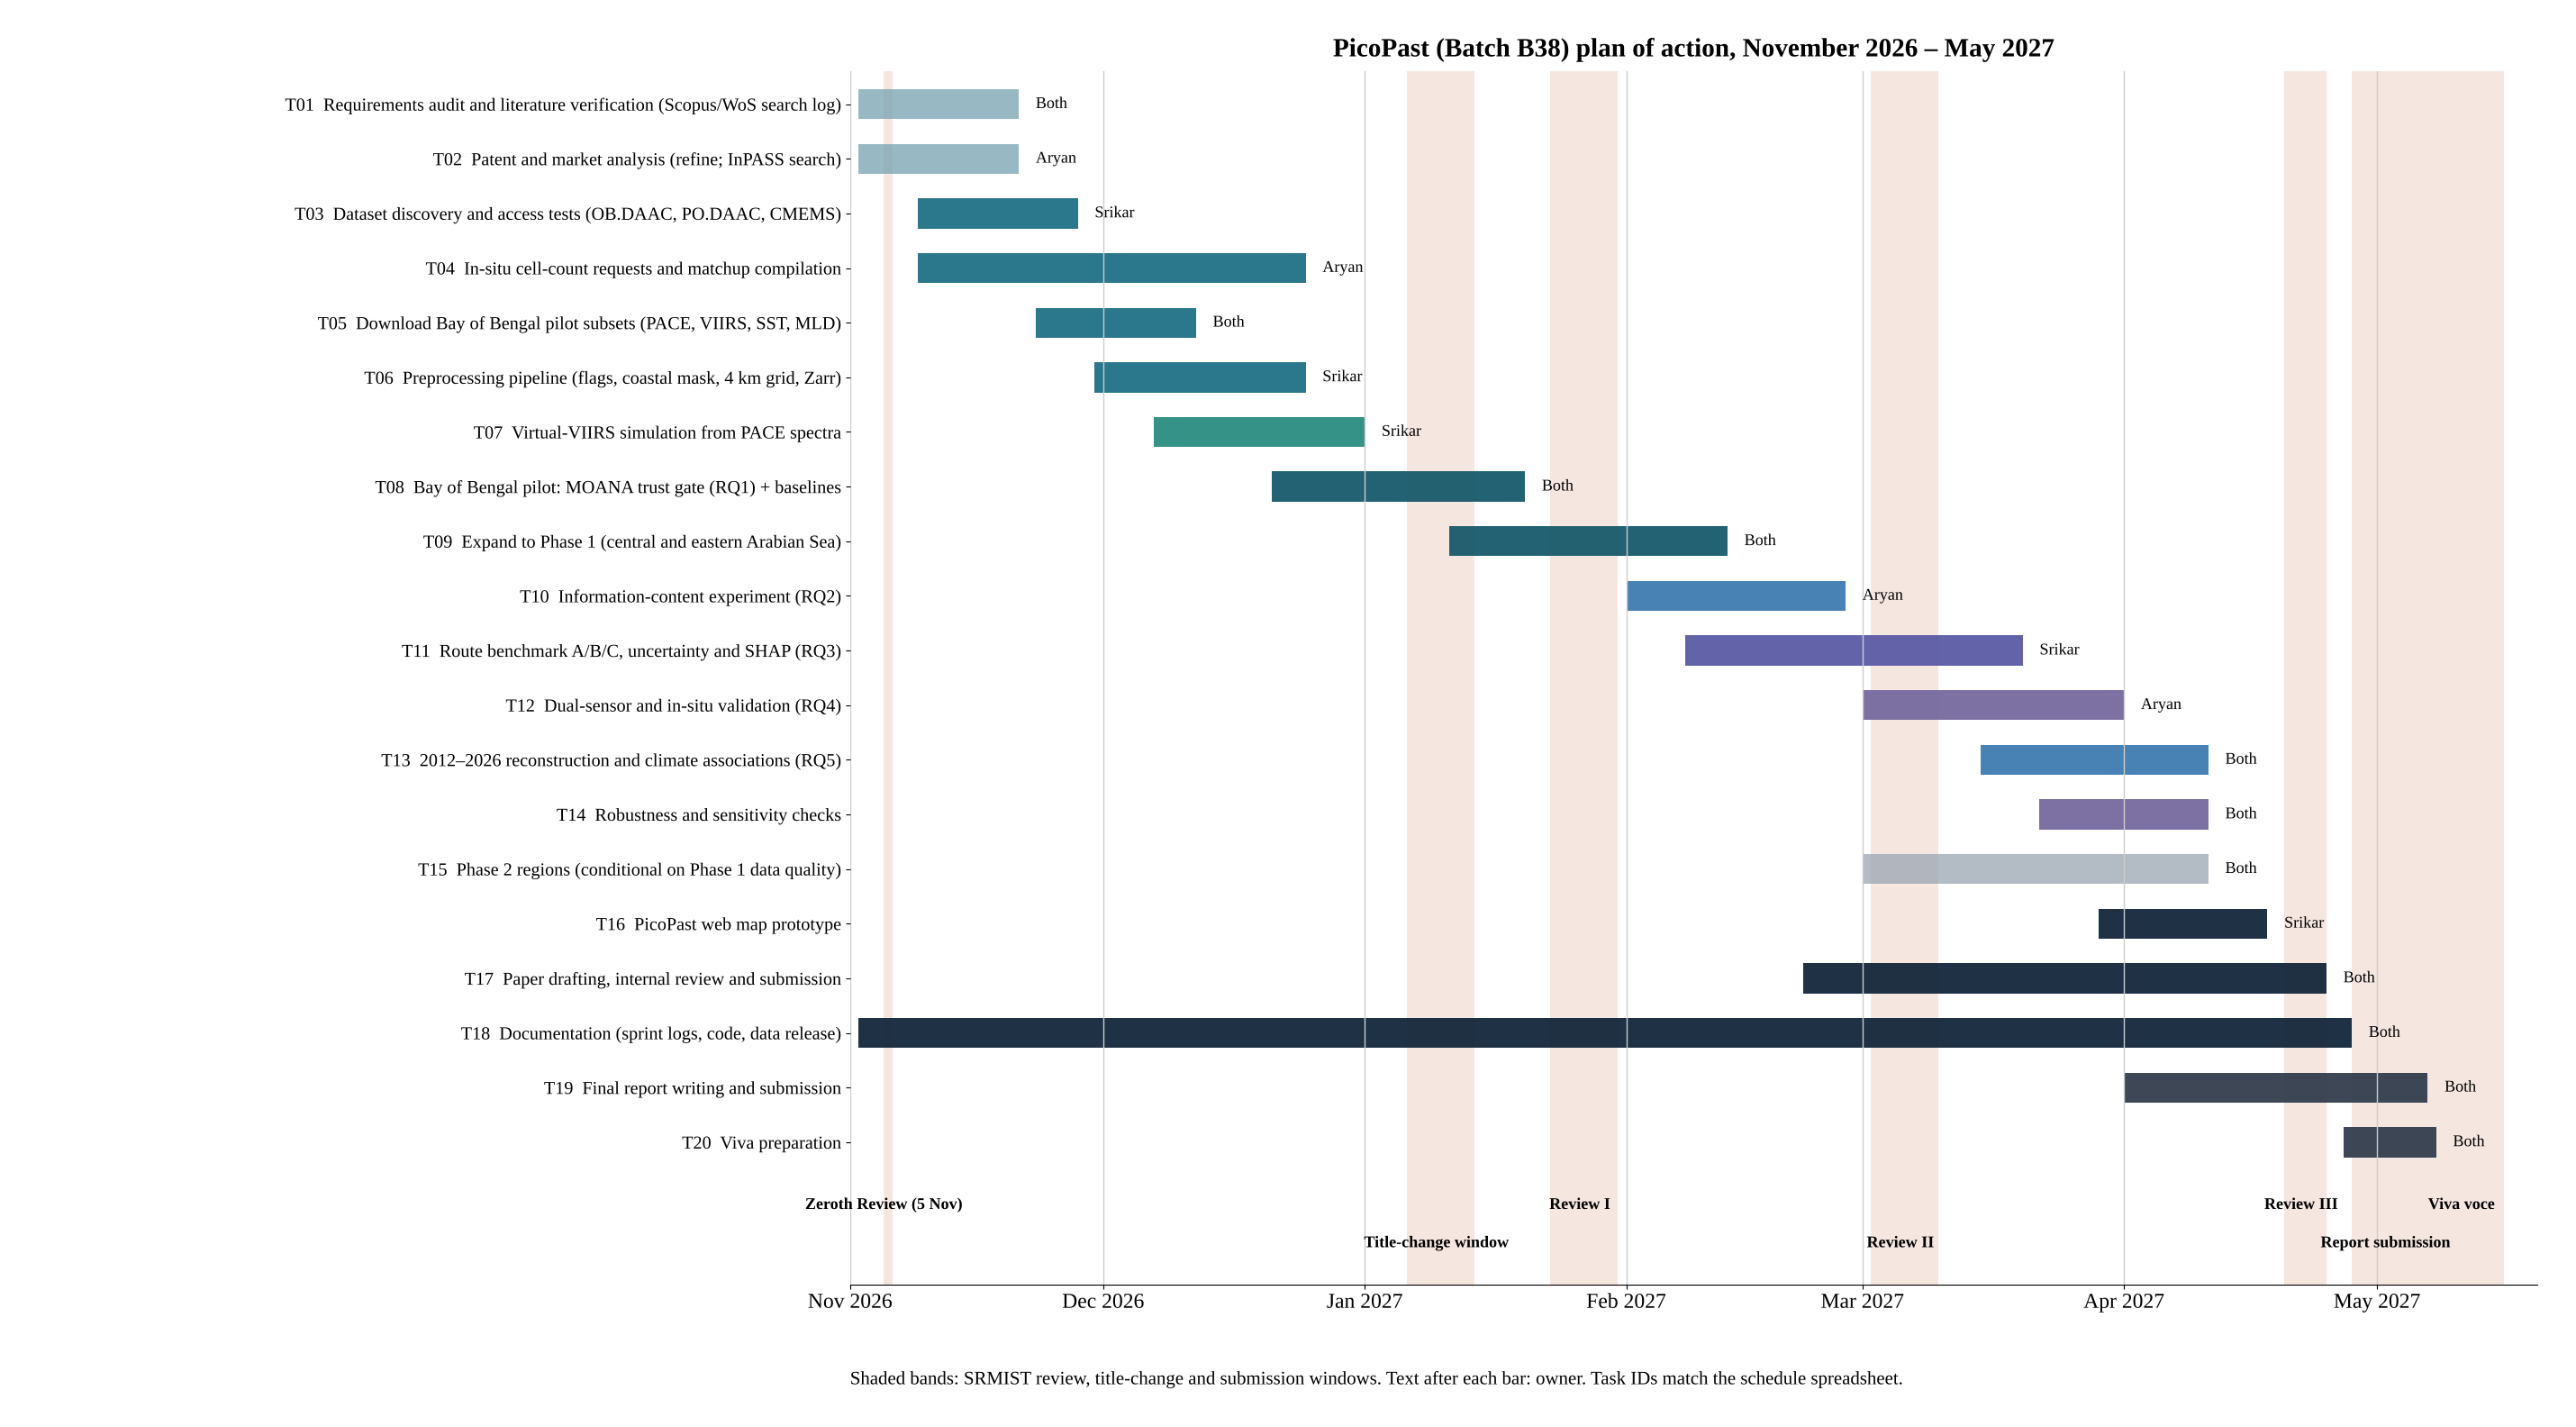 PicoPast (Batch B38) plan of action, November 2026 – May 2027
T01 Requirements audit and literature verification (Scopus/WoS search log) Both
T02 Patent and market analysis (refine; InPASS search) Aryan
T03 Dataset discovery and access tests (OB.DAAC, PO.DAAC, CMEMS) Srikar
T04 In-situ cell-count requests and matchup compilation Aryan
T05 Download Bay of Bengal pilot subsets (PACE, VIIRS, SST, MLD) Both
T06 Preprocessing pipeline (flags, coastal mask, 4 km grid, Zarr) Srikar
T07 Virtual-VIIRS simulation from PACE spectra Srikar
T08 Bay of Bengal pilot: MOANA trust gate (RQ1) + baselines Both
T09 Expand to Phase 1 (central and eastern Arabian Sea) Both
T10 Information-content experiment (RQ2) Aryan
T11 Route benchmark A/B/C, uncertainty and SHAP (RQ3) Srikar
T12 Dual-sensor and in-situ validation (RQ4) Aryan
T13 2012–2026 reconstruction and climate associations (RQ5) Both
T14 Robustness and sensitivity checks Both
T15 Phase 2 regions (conditional on Phase 1 data quality) Both
T16 PicoPast web map prototype Srikar
T17 Paper drafting, internal review and submission Both
T18 Documentation (sprint logs, code, data release) Both
T19 Final report writing and submission Both
T20 Viva preparation Both
Zeroth Review (5 Nov) Review I Review III Viva voce
Title-change window Review II Report submission
Nov 2026 Dec 2026 Jan 2027 Feb 2027 Mar 2027 Apr 2027 May 2027
Shaded bands: SRMIST review, title-change and submission windows. Text after each bar: owner. Task IDs match the schedule spreadsheet.